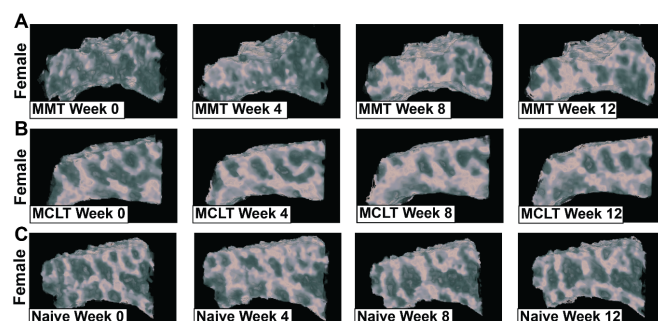 A
Female
MMT Week 0
MMT Week 4
MMT Week 8
MMT Week 12
B
Female
MCLT Week 0
MCLT Week 4
MCLT Week 8
MCLT Week 12
C
Female
Naive Week 0
Naive Week 4
Naive Week 8
Naive Week 12